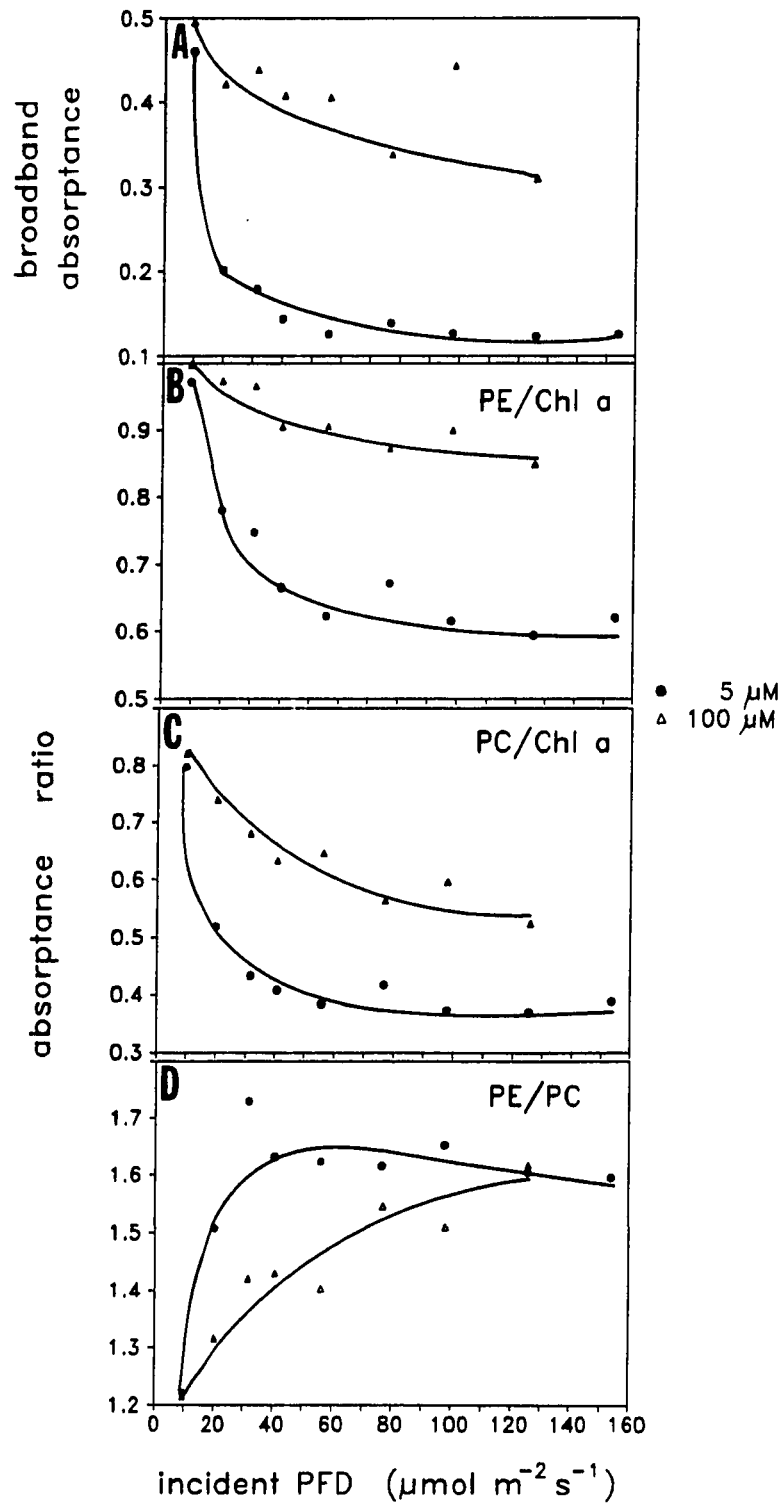 0.5
A
0.4
0.3
0.2
0.1
broadband
absorptance
B
PE/Chl a
0.9
0.8
0.7
0.6
0.5
● 5 μM
△ 100 μM
C
PC/Chl a
0.8
0.7
0.6
0.5
0.4
0.3
absorptance ratio
D
PE/PC
1.7
1.6
1.5
1.4
1.3
1.2
0 20 40 60 80 100 120 140 160
incident PFD (μmol m⁻² s⁻¹)